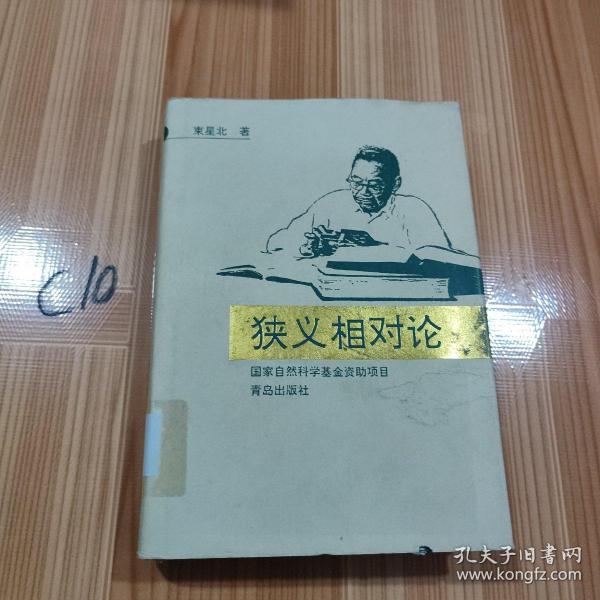 束星北 著
狭义相对论
国家自然科学基金资助项目
青岛出版社
C10
孔夫子旧書网
www.kongfz.com